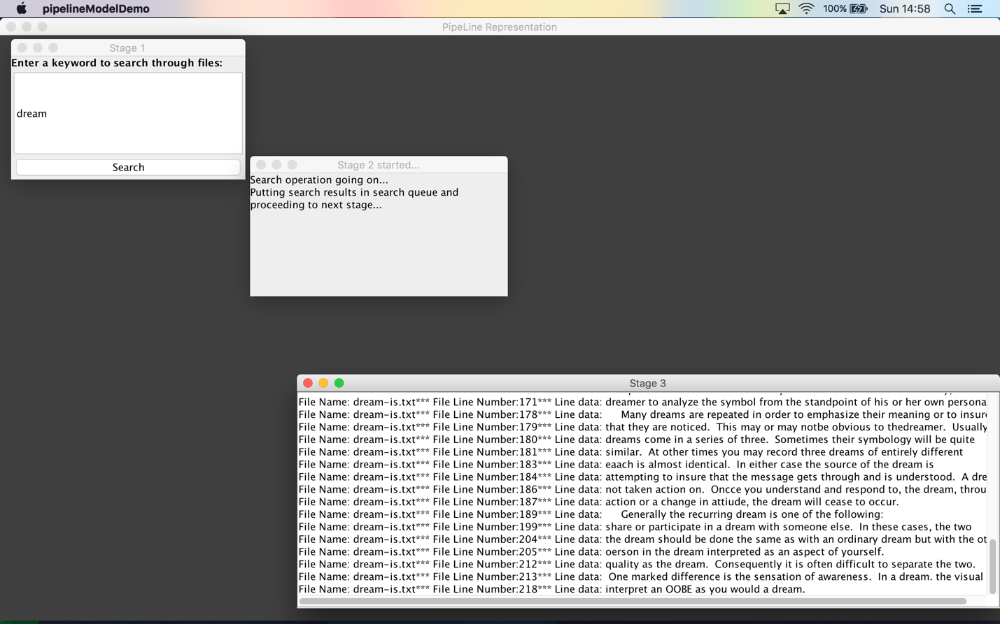 pipelineModelDemo
100%
Sun 14:58
PipeLine Representation
Stage 1
Enter a keyword to search through files:
dream
Search
Stage 2 started...
Search operation going on...
Putting search results in search queue and
proceeding to next stage...
Stage 3
File Name: dream-is.txt*** File Line Number:171*** Line data: dreamer to analyze the symbol from the standpoint of his or her own persona
File Name: dream-is.txt*** File Line Number:178*** Line data:      Many dreams are repeated in order to emphasize their meaning or to insur
File Name: dream-is.txt*** File Line Number:179*** Line data: that they are noticed.  This may or may notbe obvious to thedreamer.  Usually
File Name: dream-is.txt*** File Line Number:180*** Line data: dreams come in a series of three.  Sometimes their symbology will be quite
File Name: dream-is.txt*** File Line Number:181*** Line data: similar.  At other times you may record three dreams of entirely different
File Name: dream-is.txt*** File Line Number:183*** Line data: eaach is almost identical.  In either case the source of the dream is
File Name: dream-is.txt*** File Line Number:184*** Line data: attempting to insure that the message gets through and is understood.  A dre
File Name: dream-is.txt*** File Line Number:186*** Line data: not taken action on.  Oncce you understand and respond to, the dream, throu
File Name: dream-is.txt*** File Line Number:187*** Line data: action or a change in attiude, the dream will cease to occur.
File Name: dream-is.txt*** File Line Number:189*** Line data:      Generally the recurring dream is one of the following:
File Name: dream-is.txt*** File Line Number:199*** Line data: share or participate in a dream with someone else.  In these cases, the two
File Name: dream-is.txt*** File Line Number:204*** Line data: the dream should be done the same as with an ordinary dream but with the ot
File Name: dream-is.txt*** File Line Number:205*** Line data: oerson in the dream interpreted as an aspect of yourself.
File Name: dream-is.txt*** File Line Number:212*** Line data: quality as the dream.  Consequently it is often difficult to separate the two.
File Name: dream-is.txt*** File Line Number:213*** Line data:  One marked difference is the sensation of awareness.  In a dream. the visual
File Name: dream-is.txt*** File Line Number:218*** Line data: interpret an OOBE as you would a dream.